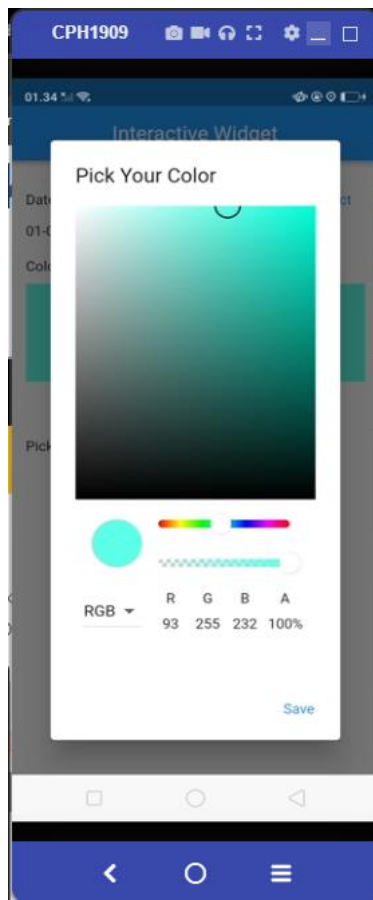 CPH1909
01.34
Interactive Widget
Pick Your Color
RGB
R G B A
93 255 232 100%
Save